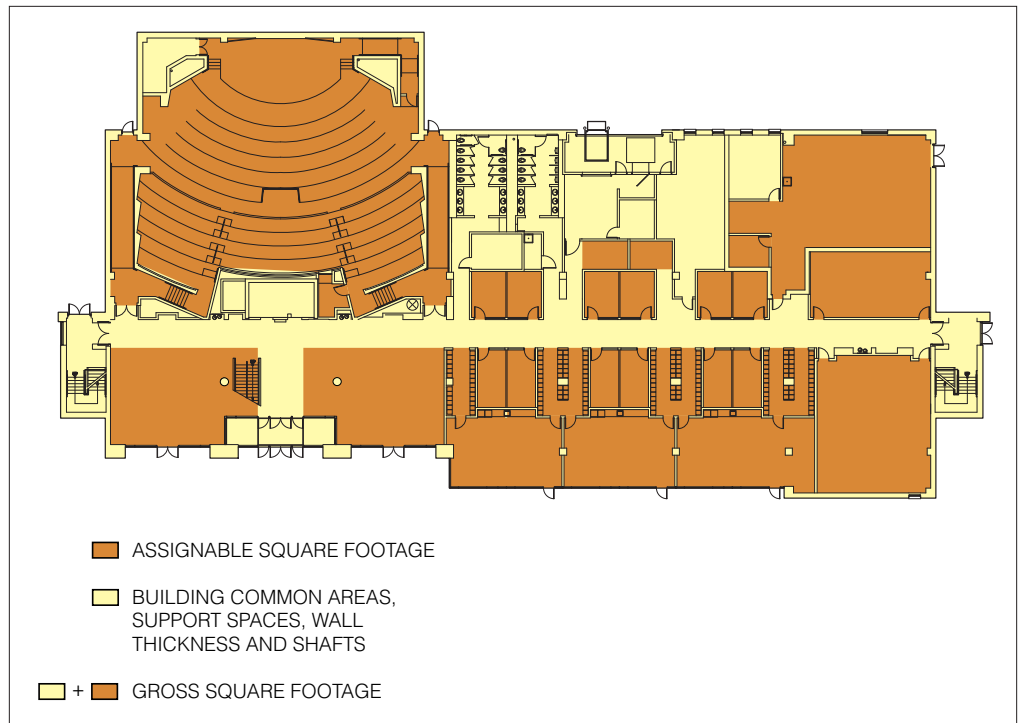 ASSIGNABLE SQUARE FOOTAGE
BUILDING COMMON AREAS,
SUPPORT SPACES, WALL
THICKNESS AND SHAFTS
+ GROSS SQUARE FOOTAGE